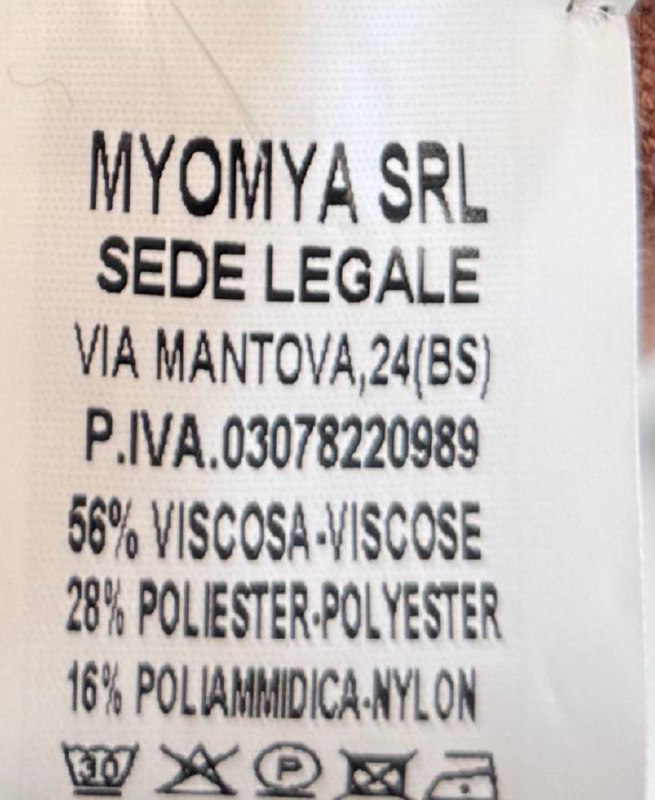 MYOMYA SRL
SEDE LEGALE
VIA MANTOVA,24(BS)
P.IVA.03078220989
56% VISCOSA-VISCOSE
28% POLIESTER-POLYESTER
16% POLIAMMIDICA-NYLON
30 P